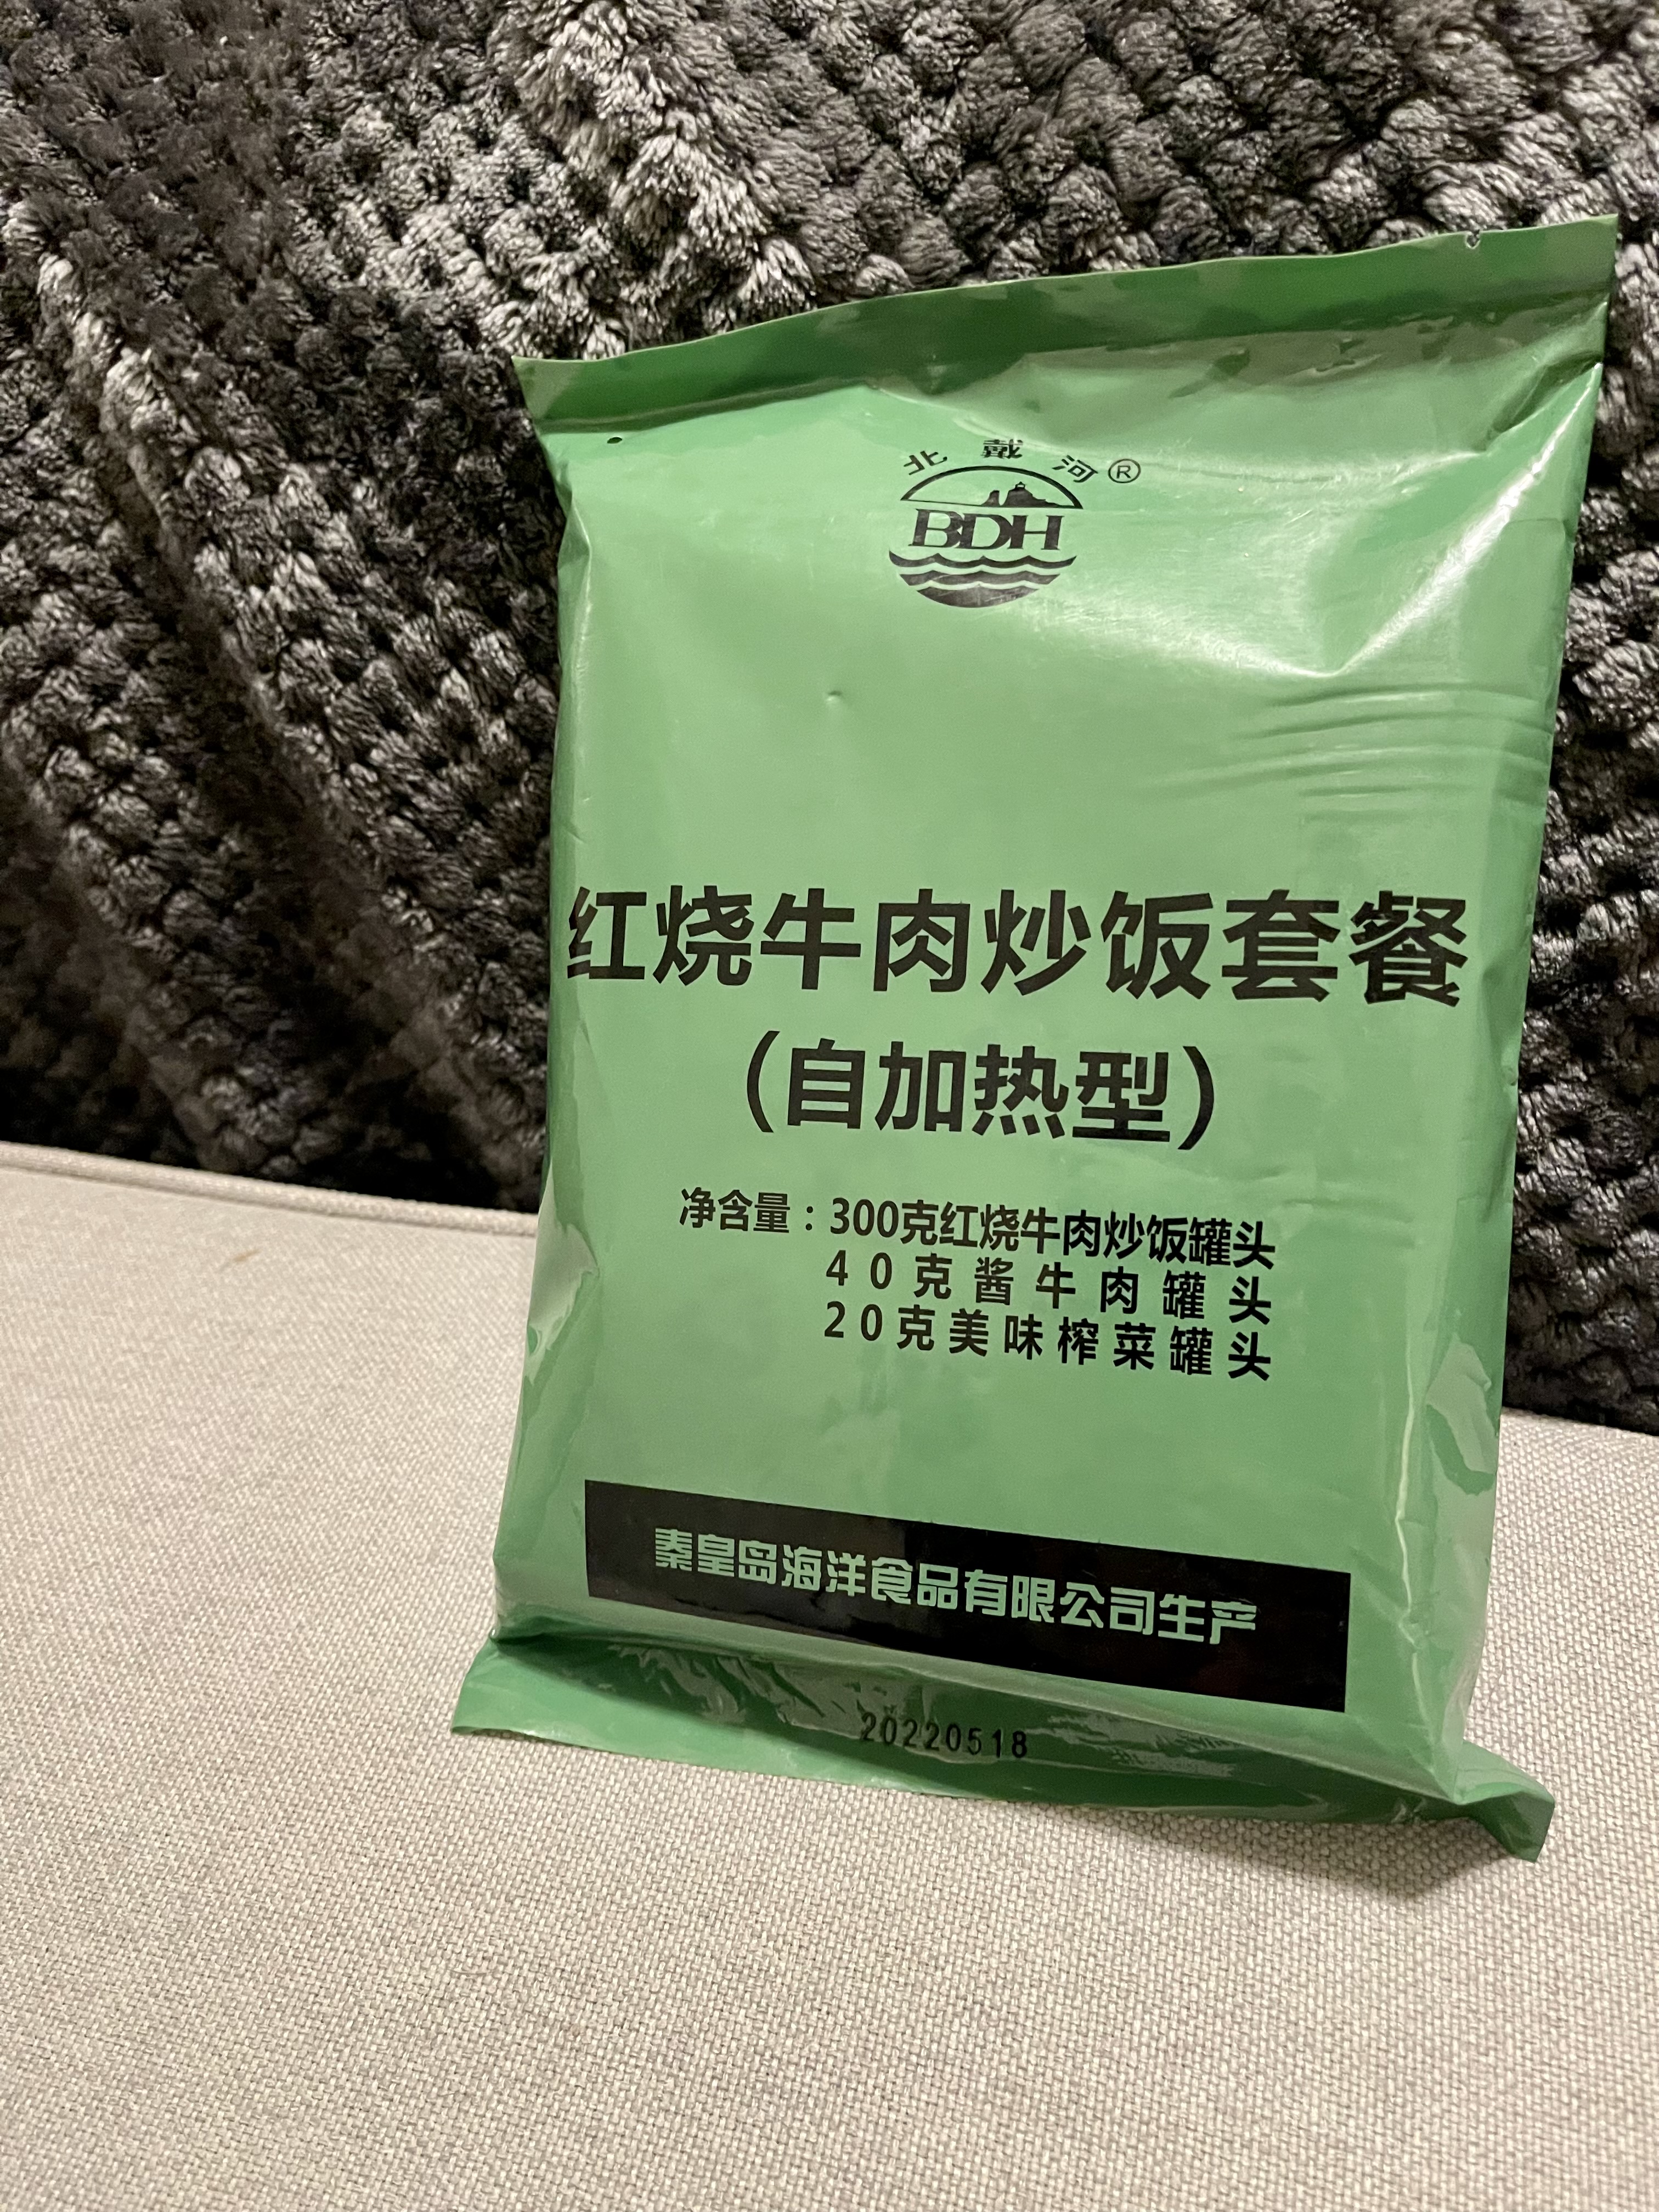 北戴河®
BDH
红烧牛肉炒饭套餐
（自加热型）
净含量：300克红烧牛肉炒饭罐头
40克酱牛肉罐头
20克美味榨菜罐头
秦皇岛海洋食品有限公司生产
20220518